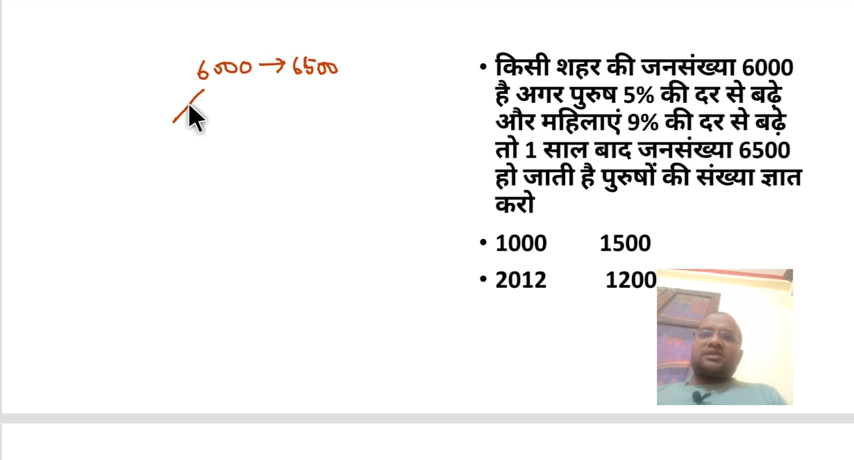 6000 → 6500
• किसी शहर की जनसंख्या 6000
है अगर पुरुष 5% की दर से बढ़े
और महिलाएं 9% की दर से बढ़े
तो 1 साल बाद जनसंख्या 6500
हो जाती है पुरुषों की संख्या ज्ञात
करो
• 1000 1500
• 2012 1200